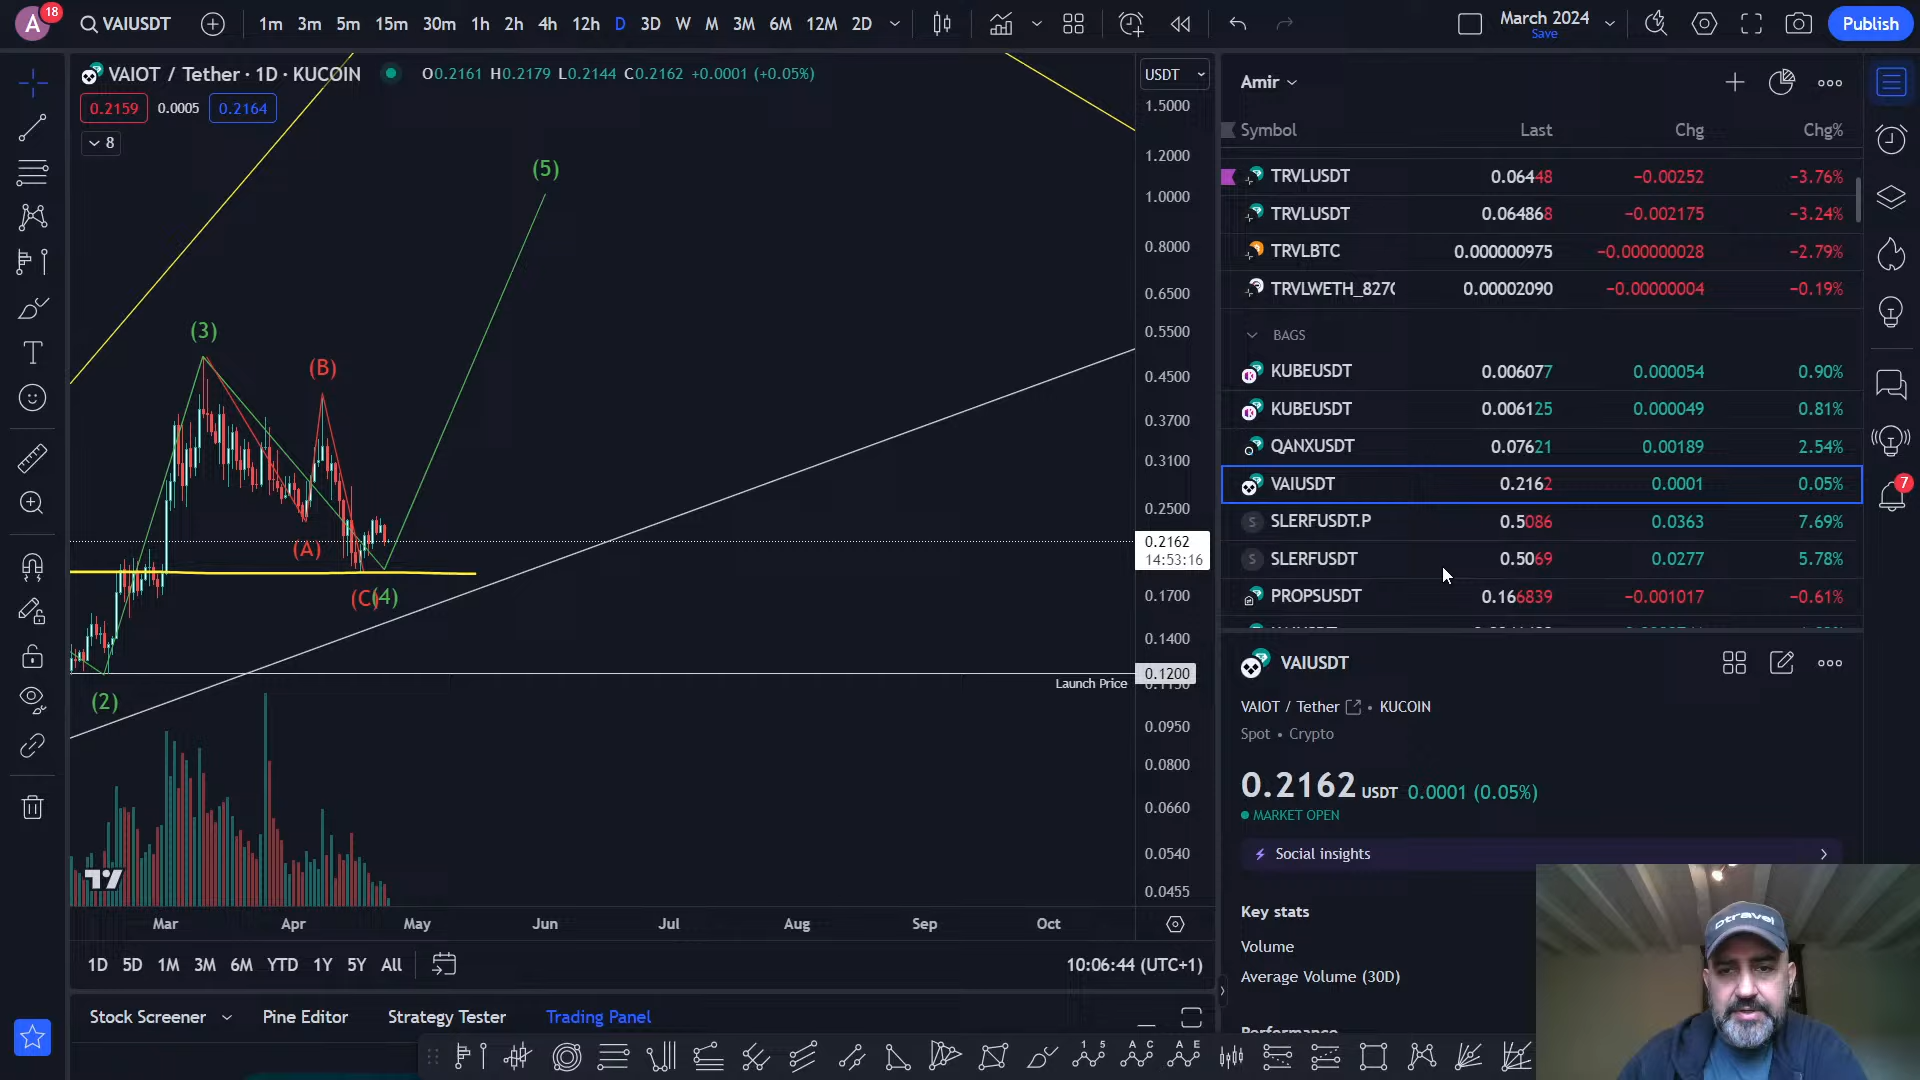 A 18 VAIUSDT 1m 3m 5m 15m 30m 1h 2h 4h 12h D 3D W M 3M 6M 12M 2D March 2024 Save Publish
VAIOT / Tether · 1D · KUCOIN O0.2161 H0.2179 L0.2144 C0.2162 +0.0001 (+0.05%)
0.2159 0.0005 0.2164
8
USDT
1.5000
1.2000
1.0000
0.8000
0.6500
0.5500
0.4500
0.3700
0.3100
0.2500
0.2162
14:53:16
0.1700
0.1400
0.1200
0.0950
0.0800
0.0660
0.0540
0.0455
(5)
(3)
(B)
(A)
(C)(4)
(2)
Launch Price
Mar Apr May Jun Jul Aug Sep Oct
1D 5D 1M 3M 6M YTD 1Y 5Y All
10:06:44 (UTC+1)
Stock Screener Pine Editor Strategy Tester Trading Panel
Amir
Symbol Last Chg Chg%
TRVLUSDT 0.06448 −0.00252 −3.76%
TRVLUSDT 0.064868 −0.002175 −3.24%
TRVLBTC 0.000000975 −0.000000028 −2.79%
TRVLWETH_827 0.00002090 −0.00000004 −0.19%
BAGS
KUBEUSDT 0.006077 0.000054 0.90%
KUBEUSDT 0.006125 0.000049 0.81%
QANXUSDT 0.07621 0.00189 2.54%
VAIUSDT 0.2162 0.0001 0.05%
SLERFUSDT.P 0.5086 0.0363 7.69%
SLERFUSDT 0.5069 0.0277 5.78%
PROPSUSDT 0.166839 −0.001017 −0.61%
7
VAIUSDT
VAIOT / Tether • KUCOIN
Spot • Crypto
0.2162 USDT 0.0001 (0.05%)
MARKET OPEN
Social insights
Key stats
Volume
Average Volume (30D)
Performance
ptravel